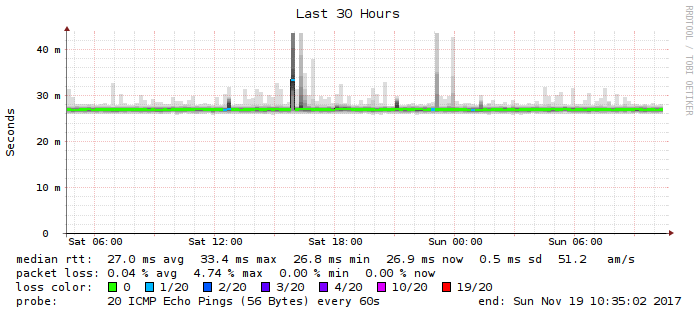 Last 30 Hours
RRDTOOL / TOBI OETIKER
Seconds
40 m
30 m
20 m
10 m
0
Sat 06:00 Sat 12:00 Sat 18:00 Sun 00:00 Sun 06:00
median rtt: 27.0 ms avg 33.4 ms max 26.8 ms min 26.9 ms now 0.5 ms sd 51.2 am/s
packet loss: 0.04 % avg 4.74 % max 0.00 % min 0.00 % now
loss color: 0 1/20 2/20 3/20 4/20 10/20 19/20
probe: 20 ICMP Echo Pings (56 Bytes) every 60s end: Sun Nov 19 10:35:02 2017